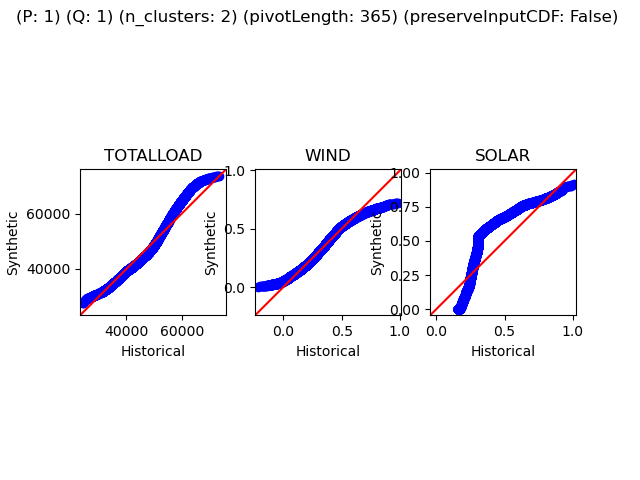 (P: 1) (Q: 1) (n_clusters: 2) (pivotLength: 365) (preserveInputCDF: False)
TOTALLOAD
Synthetic
60000
40000
40000 60000
Historical
WIND
Synthetic
1.0
0.5
0.0
0.0 0.5 1.0
Historical
SOLAR
Synthetic
1.00
0.75
0.50
0.25
0.00
0.0 0.5 1.0
Historical